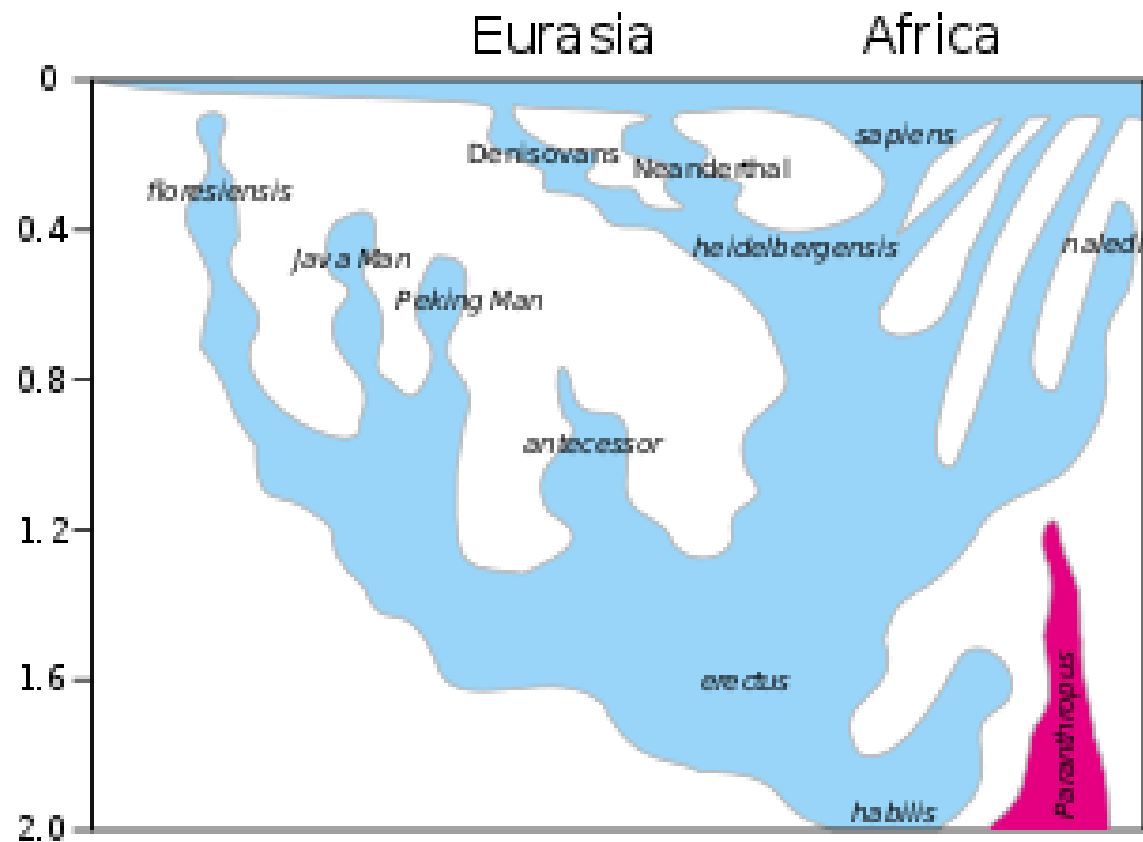 Eurasia Africa
0
sapiens
Denisovans
Neanderthal
floresiensis
0.4
heidelbergensis
naledi
Java Man
Peking Man
0.8
antecessor
1.2
1.6
erectus
Paranthropus
habilis
2.0